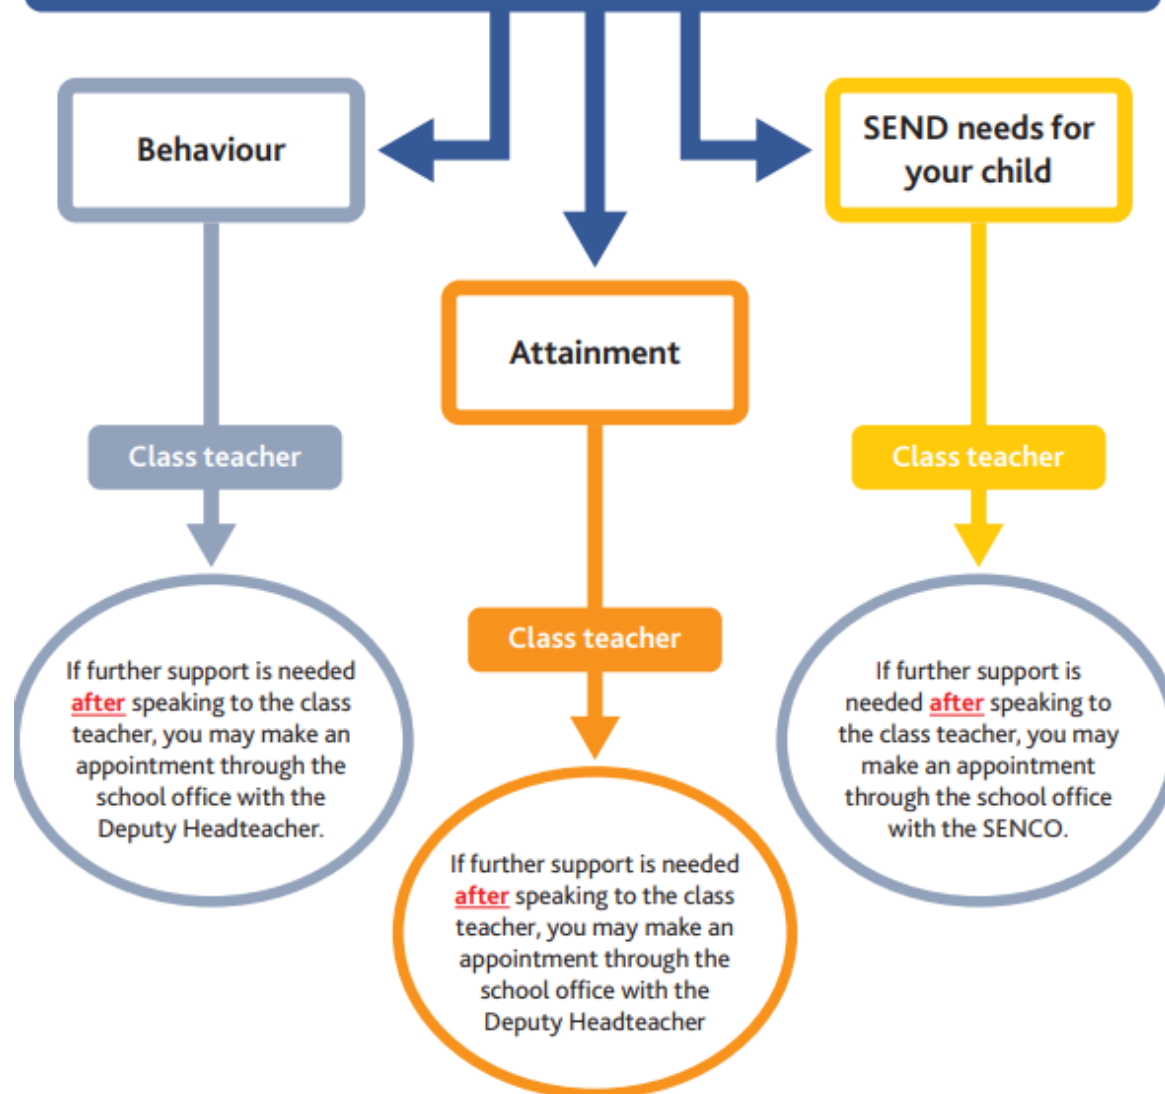 Behaviour
SEND needs for
your child
Attainment
Class teacher
Class teacher
Class teacher
If further support is needed
after speaking to the class
teacher, you may make an
appointment through the
school office with the
Deputy Headteacher.
If further support is needed
after speaking to the class
teacher, you may make an
appointment through the
school office with the
Deputy Headteacher
If further support is
needed after speaking to
the class teacher, you may
make an appointment
through the school office
with the SENCO.